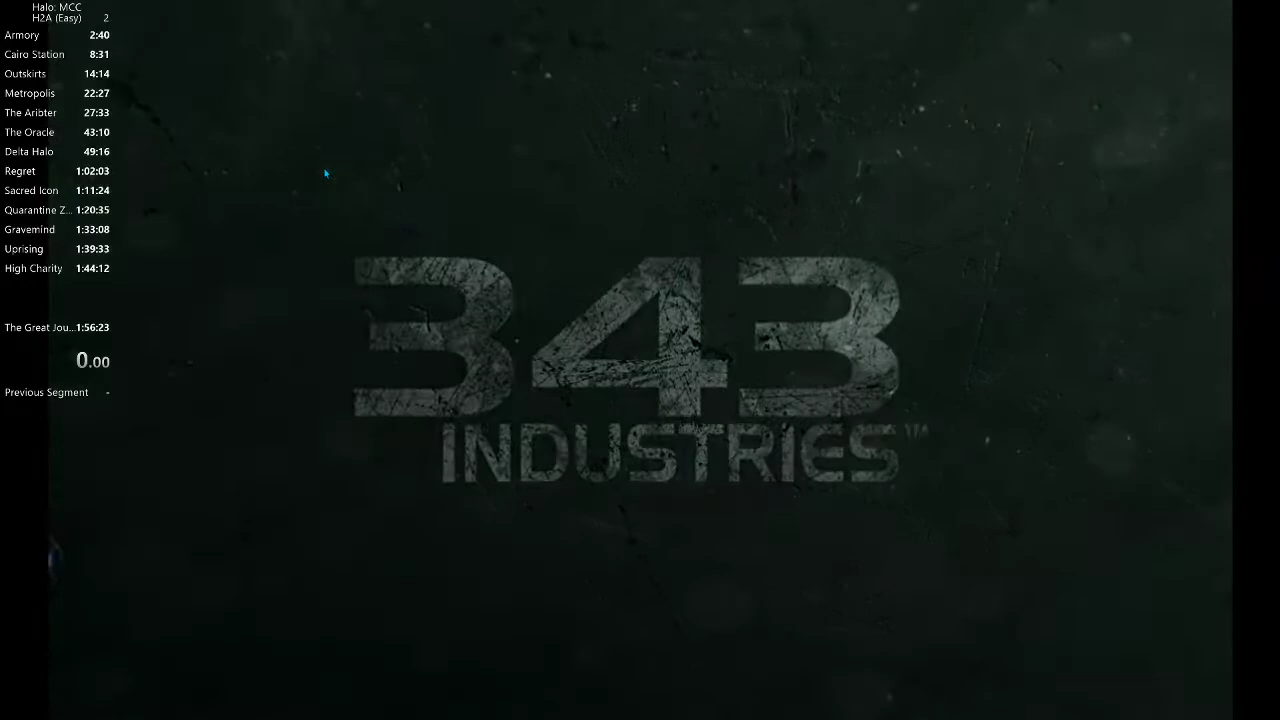 Halo: MCC
H2A (Easy) 2
Armory 2:40
Cairo Station 8:31
Outskirts 14:14
Metropolis 22:27
The Aribter 27:33
The Oracle 43:10
Delta Halo 49:16
Regret 1:02:03
Sacred Icon 1:11:24
Quarantine Z... 1:20:35
Gravemind 1:33:08
Uprising 1:39:33
High Charity 1:44:12
The Great Jou... 1:56:23
0.00
Previous Segment -
343
INDUSTRIES™